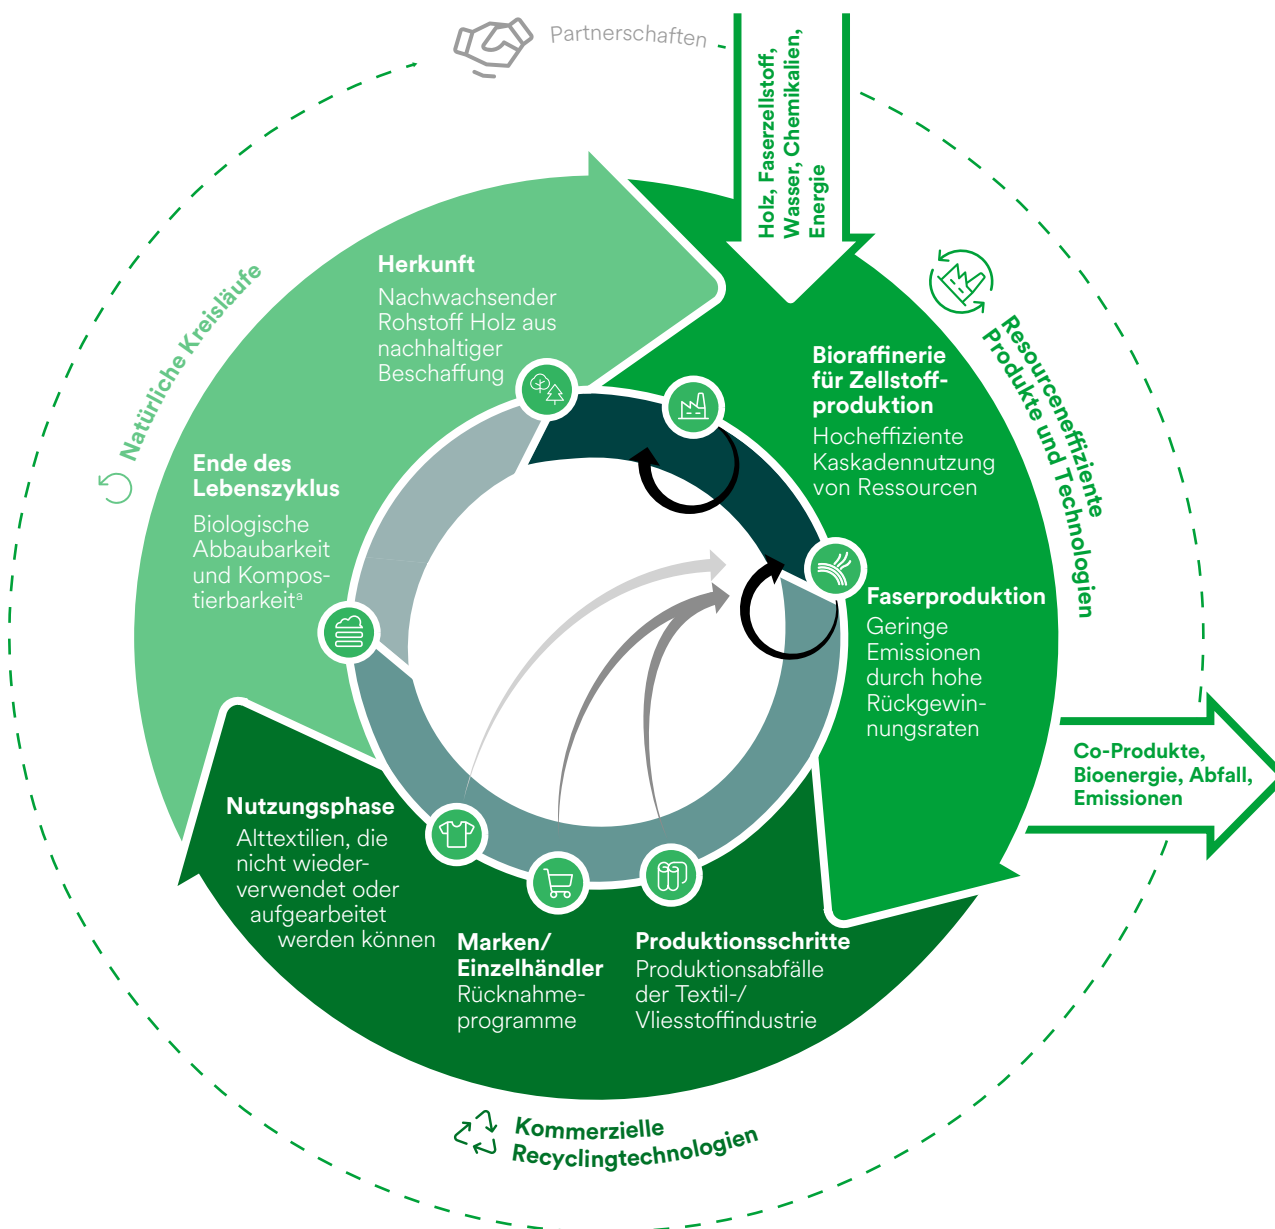 Partnerschaften
Holz, Faserzellstoff,
Wasser, Chemikalien,
Energie
Natürliche Kreisläufe
Herkunft
Nachwachsender
Rohstoff Holz aus
nachhaltiger
Beschaffung
Resourceneffiziente
Produkte und Technologien
Bioraffinerie
für Zellstoff-
produktion
Hocheffiziente
Kaskadennutzung
von Ressourcen
Ende des
Lebenszyklus
Biologische
Abbaubarkeit
und Kompos-
tierbarkeitᵃ
Faserproduktion
Geringe
Emissionen
durch hohe
Rückgewin-
nungsraten
Co-Produkte,
Bioenergie, Abfall,
Emissionen
Nutzungsphase
Alttextilien, die
nicht wieder-
verwendet oder
aufgearbeitet
werden können
Marken/
Einzelhändler
Rücknahme-
programme
Produktionsschritte
Produktionsabfälle
der Textil-/
Vliesstoffindustrie
Kommerzielle
Recyclingtechnologien